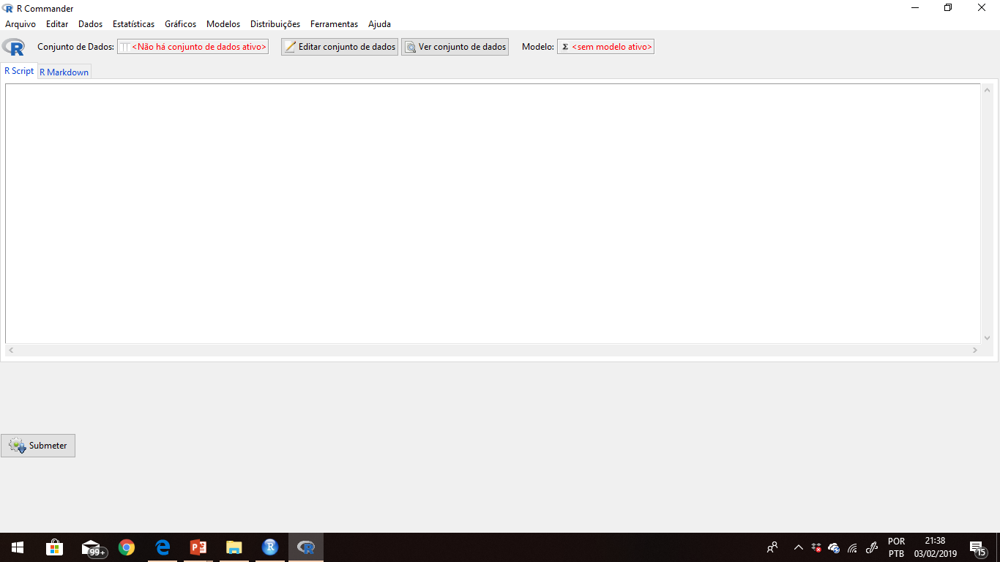 R Commander
Arquivo Editar Dados Estatísticas Gráficos Modelos Distribuições Ferramentas Ajuda
R Conjunto de Dados: <Não há conjunto de dados ativo> Editar conjunto de dados Ver conjunto de dados Modelo: Σ <sem modelo ativo>
R Script R Markdown
Submeter
99+ POR 21:38
PTB 03/02/2019 15